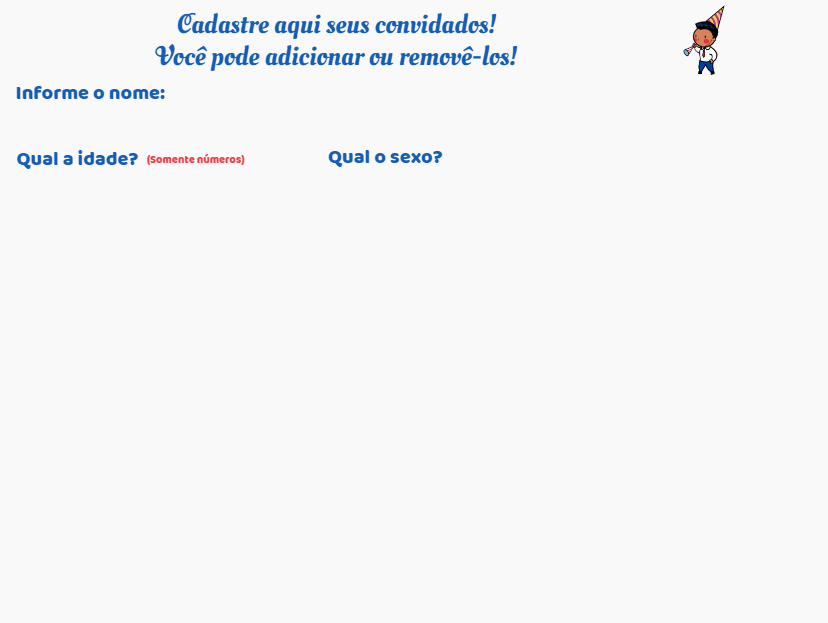 Cadastre aqui seus convidados!
Você pode adicionar ou removê-los!
Informe o nome:
Qual a idade? (Somente números) Qual o sexo?